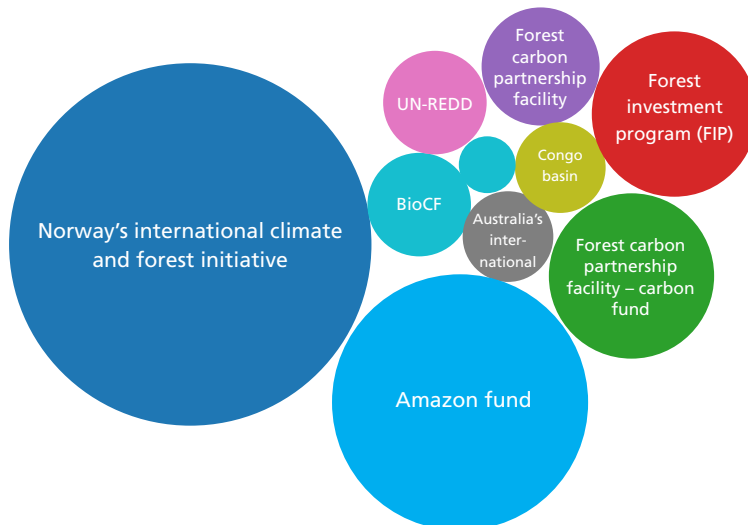 Norway’s international climate
and forest initiative
UN-REDD
Forest
carbon
partnership
facility
Forest
investment
program (FIP)
BioCF
Congo
basin
Australia’s
inter-
national
Forest carbon
partnership
facility – carbon
fund
Amazon fund